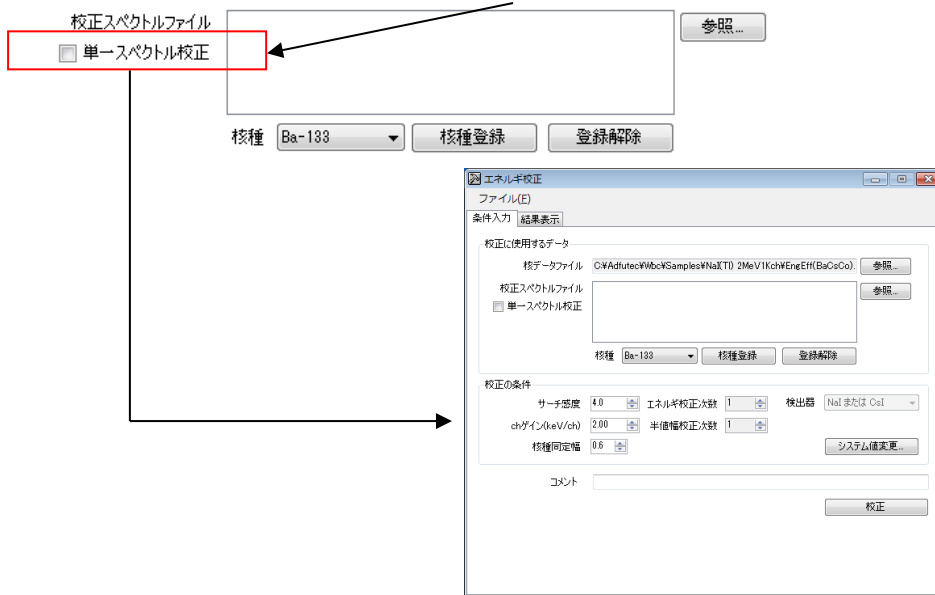 校正スペクトルファイル
参照...
単一スペクトル校正
核種 Ba-133 核種登録 登録解除
エネルギ校正
ファイル(F)
条件入力 結果表示
校正に使用するデータ
核データファイル C:¥Adfutec¥Wbc¥Samples¥NaI(Tl) 2MeV1Kch¥EngEff(BaCsCo). 参照...
校正スペクトルファイル 参照...
単一スペクトル校正
核種 Ba-133 核種登録 登録解除
校正の条件
サーチ感度 4.0 エネルギ校正次数 1 検出器 NaI または CsI
chゲイン(keV/ch) 2.00 半値幅校正次数 1
核種同定幅 0.6 システム値変更...
コメント
校正